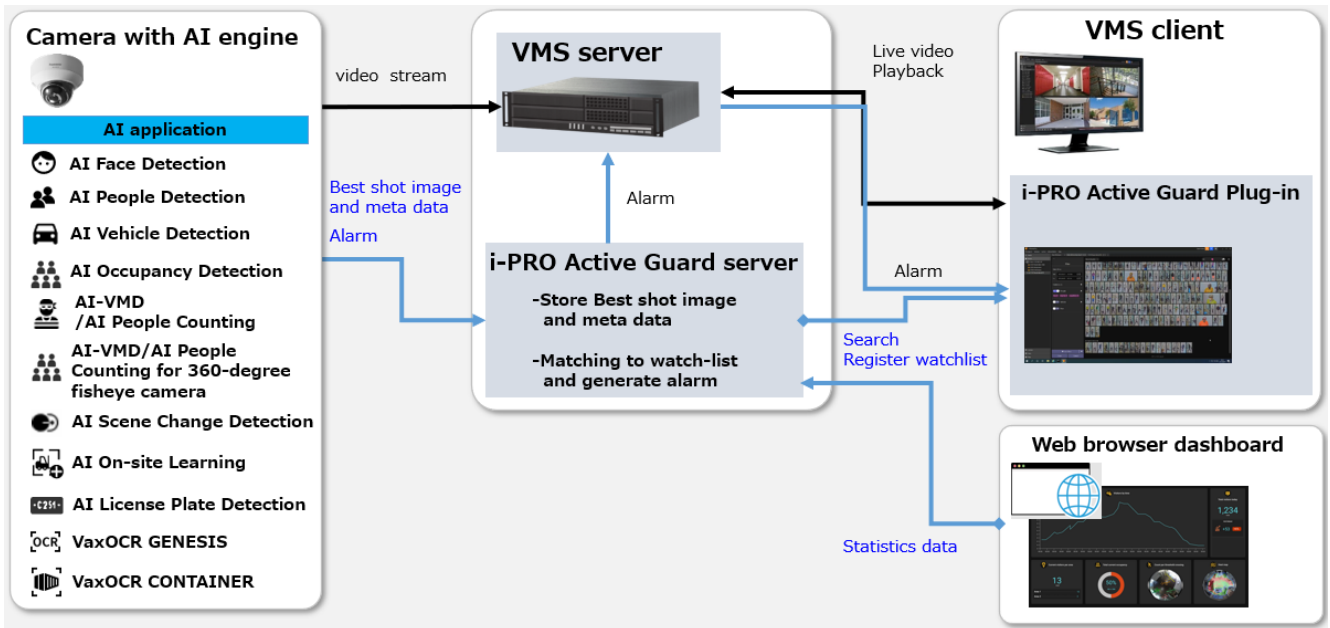 Camera with AI engine
AI application
AI Face Detection
AI People Detection
AI Vehicle Detection
AI Occupancy Detection
AI-VMD
/AI People Counting
AI-VMD/AI People
Counting for 360-degree
fisheye camera
AI Scene Change Detection
AI On-site Learning
AI License Plate Detection
OCR
VaxOCR GENESIS
VaxOCR CONTAINER
video stream
Best shot image
and meta data
Alarm
VMS server
Alarm
i-PRO Active Guard server
-Store Best shot image
and meta data
-Matching to watch-list
and generate alarm
Live video
Playback
Alarm
Search
Register watchlist
Statistics data
VMS client
i-PRO Active Guard Plug-in
Web browser dashboard
1,234
13
50%